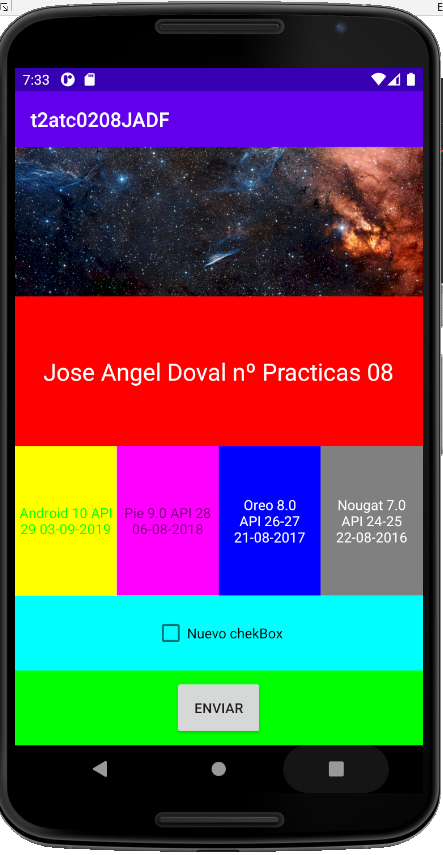 7:33
t2atc0208JADF
Jose Angel Doval nº Practicas 08
Android 10 API
29 03-09-2019
Pie 9.0 API 28
06-08-2018
Oreo 8.0
API 26-27
21-08-2017
Nougat 7.0
API 24-25
22-08-2016
Nuevo chekBox
ENVIAR